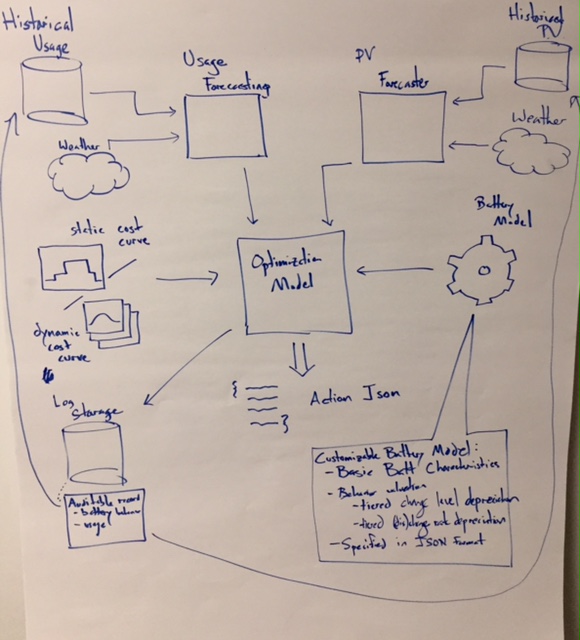 Historical
Usage
Usage
Forecasting
PV
Forecaster
Historical
PV
Weather
Weather
static cost
curve
dynamic
cost
curve
Optimization
Model
Battery
Model
Action Json
Log
Storage
Auditable record
- battery behavior
- usage
Customizable Battery Model:
- Basic Batt Characteristics
- Behavior valuation
- tiered charge level depreciation
- tiered (dis)charge rate depreciation
- Specified in JSON format